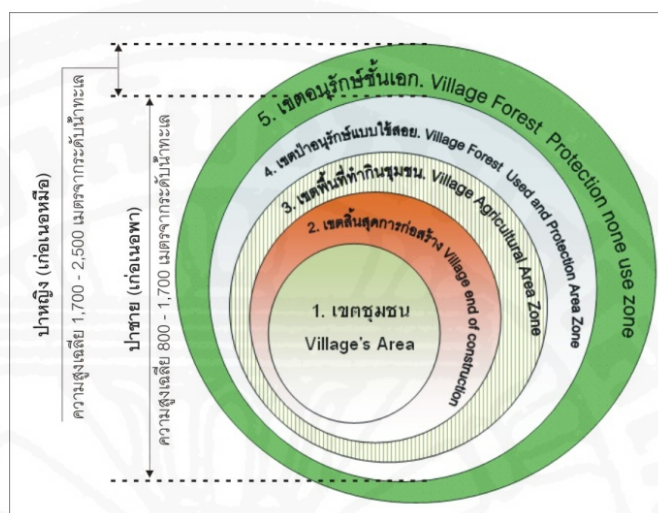 ป่าหญิง (เก่อเนอหมือ)
ความสูงเฉลี่ย 1,700 - 2,500 เมตรจากระดับน้ำทะเล
ป่าชาย (เก่อเนอพา)
ความสูงเฉลี่ย 800 - 1,700 เมตรจากระดับน้ำทะเล
5. เขตอนุรักษ์ชั้นเอก. Village Forest Protection none use zone
4. เขตป่าอนุรักษ์แบบใช้สอย. Village Forest Used and Protection Area Zone
3. เขตพื้นที่ทำกินชุมชน. Village Agricultural Area Zone
2. เขตสิ้นสุดการก่อสร้าง Village end of construction
1. เขตชุมชน
Village's Area